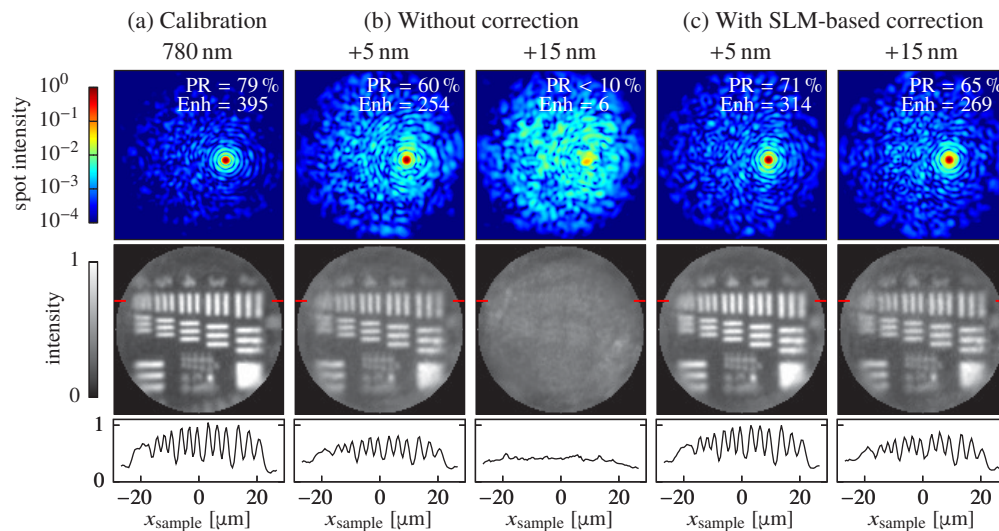 (a) Calibration (b) Without correction (c) With SLM-based correction
780 nm +5 nm +15 nm +5 nm +15 nm
spot intensity
10⁰
10⁻¹
10⁻²
10⁻³
10⁻⁴
PR = 79 %
Enh = 395
PR = 60 %
Enh = 254
PR < 10 %
Enh = 6
PR = 71 %
Enh = 314
PR = 65 %
Enh = 269
intensity
1
0
1
0
−20 0 20 −20 0 20 −20 0 20 −20 0 20 −20 0 20
x_sample [μm] x_sample [μm] x_sample [μm] x_sample [μm] x_sample [μm]